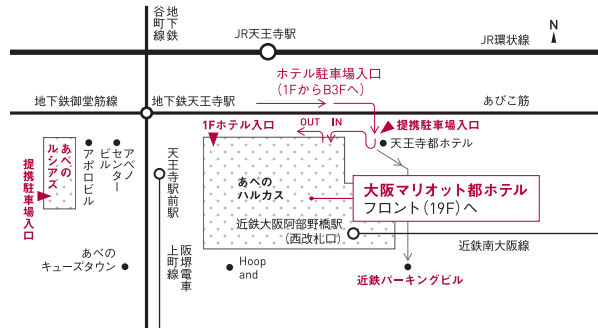 地下鉄
谷町線
JR天王寺駅
N
JR環状線
ホテル駐車場入口
(1FからB3Fへ)
地下鉄御堂筋線
地下鉄天王寺駅
あびこ筋
1Fホテル入口
OUT
IN
提携駐車場入口
天王寺都ホテル
あべの
ルシアス
提携駐車場入口
アポロビル
アベノ
センター
ビル
天王寺駅前駅
あべの
ハルカス
大阪マリオット都ホテル
フロント(19F)へ
近鉄大阪阿部野橋駅
(西改札口)
近鉄南大阪線
あべの
キューズタウン
阪堺電車
上町線
Hoop
and
近鉄パーキングビル